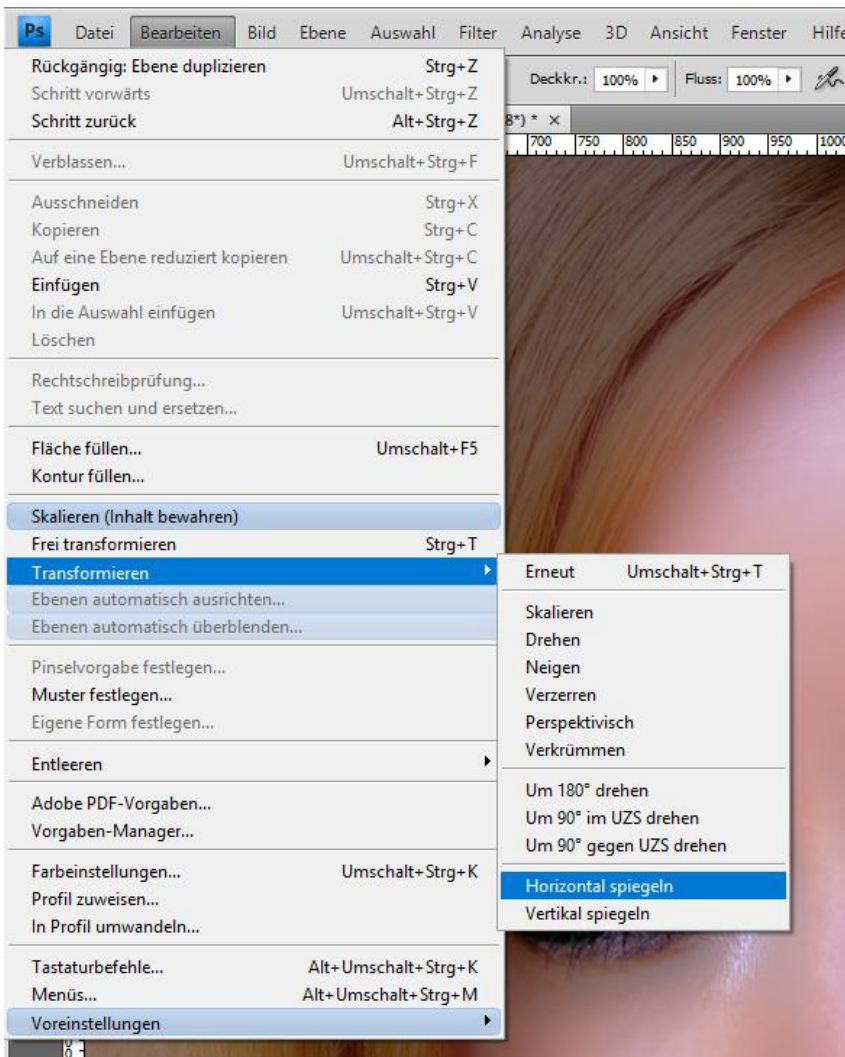 Ps Datei Bearbeiten Bild Ebene Auswahl Filter Analyse 3D Ansicht Fenster Hilfe
Deckkr.: 100% Fluss: 100%
8*) * ×
700 750 800 850 900 950 1000
Rückgängig: Ebene duplizieren Strg+Z
Schritt vorwärts Umschalt+Strg+Z
Schritt zurück Alt+Strg+Z
Verblassen... Umschalt+Strg+F
Ausschneiden Strg+X
Kopieren Strg+C
Auf eine Ebene reduziert kopieren Umschalt+Strg+C
Einfügen Strg+V
In die Auswahl einfügen Umschalt+Strg+V
Löschen
Rechtschreibprüfung...
Text suchen und ersetzen...
Fläche füllen... Umschalt+F5
Kontur füllen...
Skalieren (Inhalt bewahren)
Frei transformieren Strg+T
Transformieren
Ebenen automatisch ausrichten...
Ebenen automatisch überblenden...
Pinselvorgabe festlegen...
Muster festlegen...
Eigene Form festlegen...
Entleeren
Adobe PDF-Vorgaben...
Vorgaben-Manager...
Farbeinstellungen... Umschalt+Strg+K
Profil zuweisen...
In Profil umwandeln...
Tastaturbefehle... Alt+Umschalt+Strg+K
Menüs... Alt+Umschalt+Strg+M
Voreinstellungen
Erneut Umschalt+Strg+T
Skalieren
Drehen
Neigen
Verzerren
Perspektivisch
Verkrümmen
Um 180° drehen
Um 90° im UZS drehen
Um 90° gegen UZS drehen
Horizontal spiegeln
Vertikal spiegeln